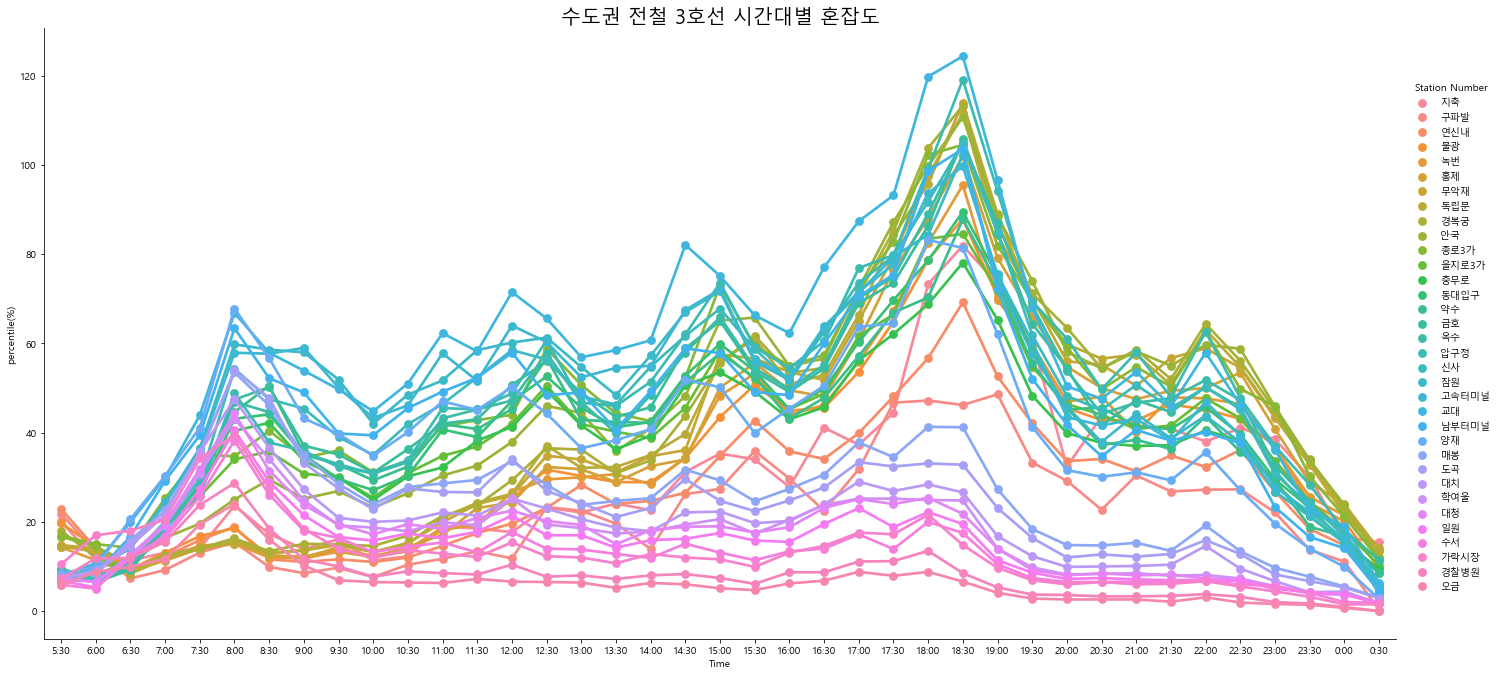 수도권 전철 3호선 시간대별 혼잡도
percentile(%)
120
100
80
60
40
20
0
5:30 6:00 6:30 7:00 7:30 8:00 8:30 9:00 9:30 10:00 10:30 11:00 11:30 12:00 12:30 13:00 13:30 14:00 14:30 15:00 15:30 16:00 16:30 17:00 17:30 18:00 18:30 19:00 19:30 20:00 20:30 21:00 21:30 22:00 22:30 23:00 23:30 0:00 0:30
Time
Station Number
지축
구파발
연신내
불광
녹번
홍제
무악재
독립문
경복궁
안국
종로3가
을지로3가
충무로
동대입구
약수
금호
옥수
압구정
신사
잠원
고속터미널
교대
남부터미널
양재
매봉
도곡
대치
학여울
대청
일원
수서
가락시장
경찰병원
오금